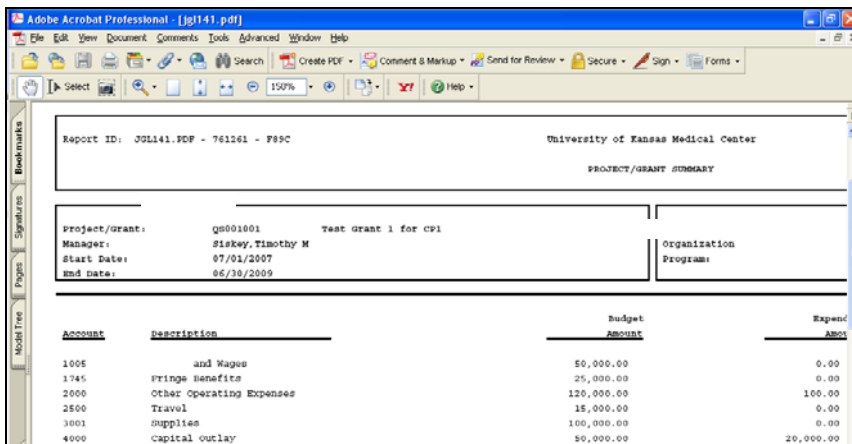 Adobe Acrobat Professional - [jgl141.pdf]
File Edit View Document Comments Tools Advanced Window Help
Search Create PDF Comment & Markup Send for Review Secure Sign Forms
Select 150% Y! Help
Bookmarks
Signatures
Pages
Model Tree
Report ID: JGL141.PDF - 761261 - F89C University of Kansas Medical Center
PROJECT/GRANT SUMMARY
Project/Grant: QS001001 Test Grant 1 for CP1
Manager: Siskey,Timothy M Organization
Start Date: 07/01/2007 Program:
End Date: 06/30/2009
Budget Expend
Account Description Amount Amou
1005 and Wages 50,000.00 0.00
1745 Fringe Benefits 25,000.00 0.00
2000 Other Operating Expenses 120,000.00 100.00
2500 Travel 15,000.00 0.00
3001 Supplies 100,000.00 0.00
4000 Capital Outlay 50,000.00 20,000.00